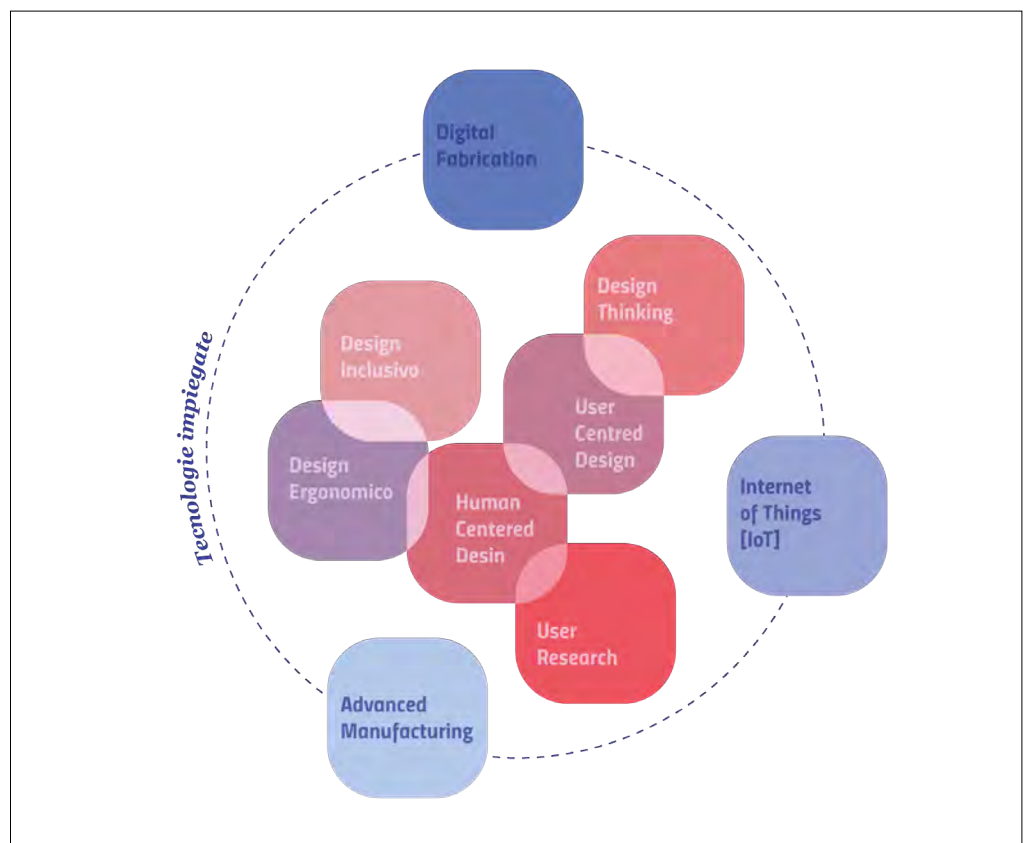 Digital
Fabrication
Design
Thinking
Design
Inclusivo
User
Centred
Design
Tecnologie impiegate
Design
Ergonomico
Human
Centered
Desin
Internet
of Things
[IoT]
User
Research
Advanced
Manufacturing